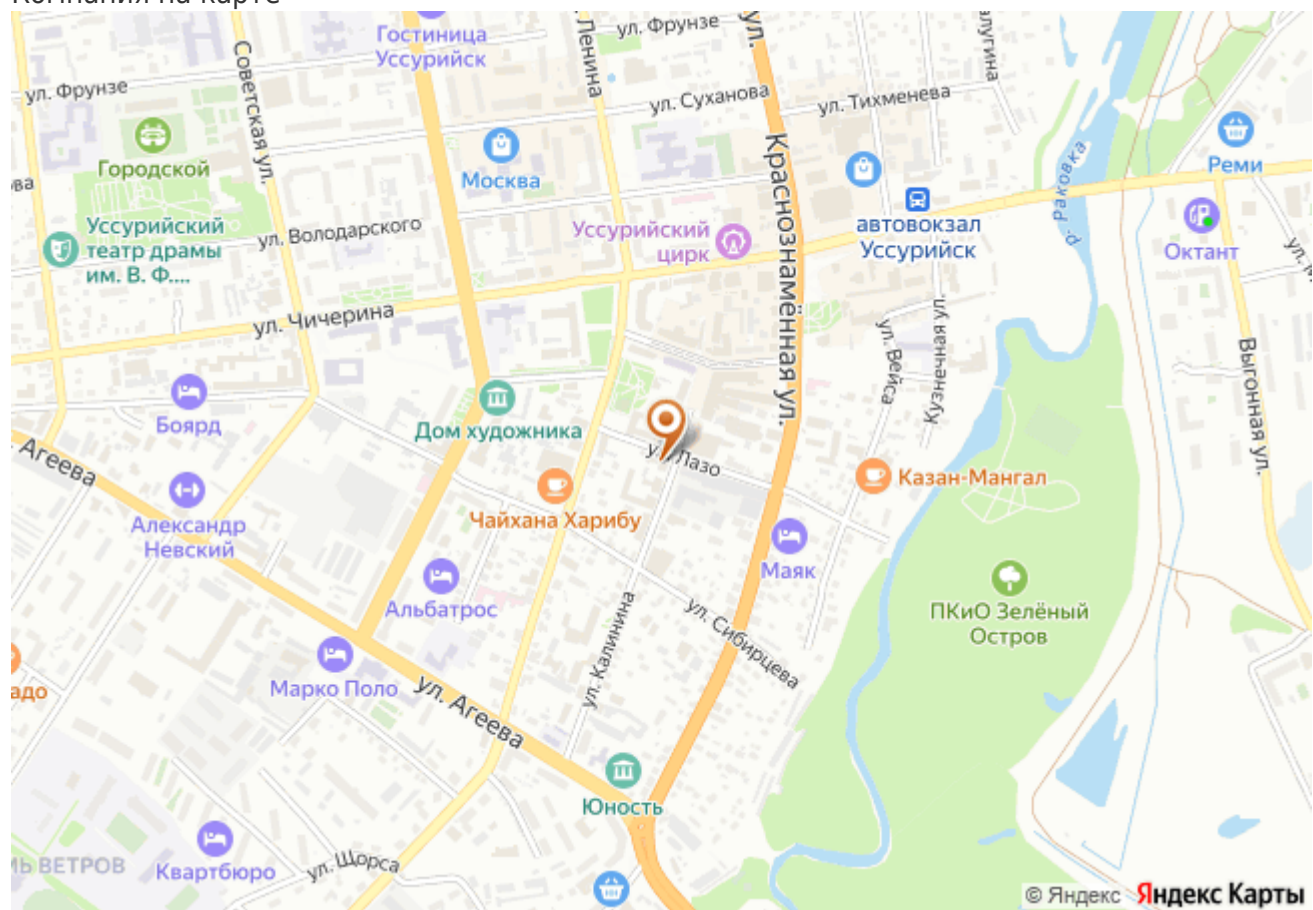 Компания на карте
Гостиница
Уссурийск
ул. Фрунзе
Советская ул.
Ленина
ул. Фрунзе
ул.
ул. Суханова
ул. Тихменева
Городской
Москва
Краснознамённая ул.
р. Раковка
Реми
Уссурийский
театр драмы
им. В. Ф....
ул. Володарского
Уссурийский
цирк
автовокзал
Уссурийск
Октант
ул. Чичерина
ул. Вейса
Кузнечная ул.
Выгонная ул.
Боярд
Дом художника
ул. Лазо
Казан-Мангал
Агеева
Чайхана Харибу
Александр
Невский
Маяк
Альбатрос
ПКиО Зелёный
Остров
ул. Калинина
ул. Сибирцева
Марко Поло
ул. Агеева
Юность
Квартбюро
ул. Щорса
ВЕТРОВ
© Яндекс Яндекс Карты